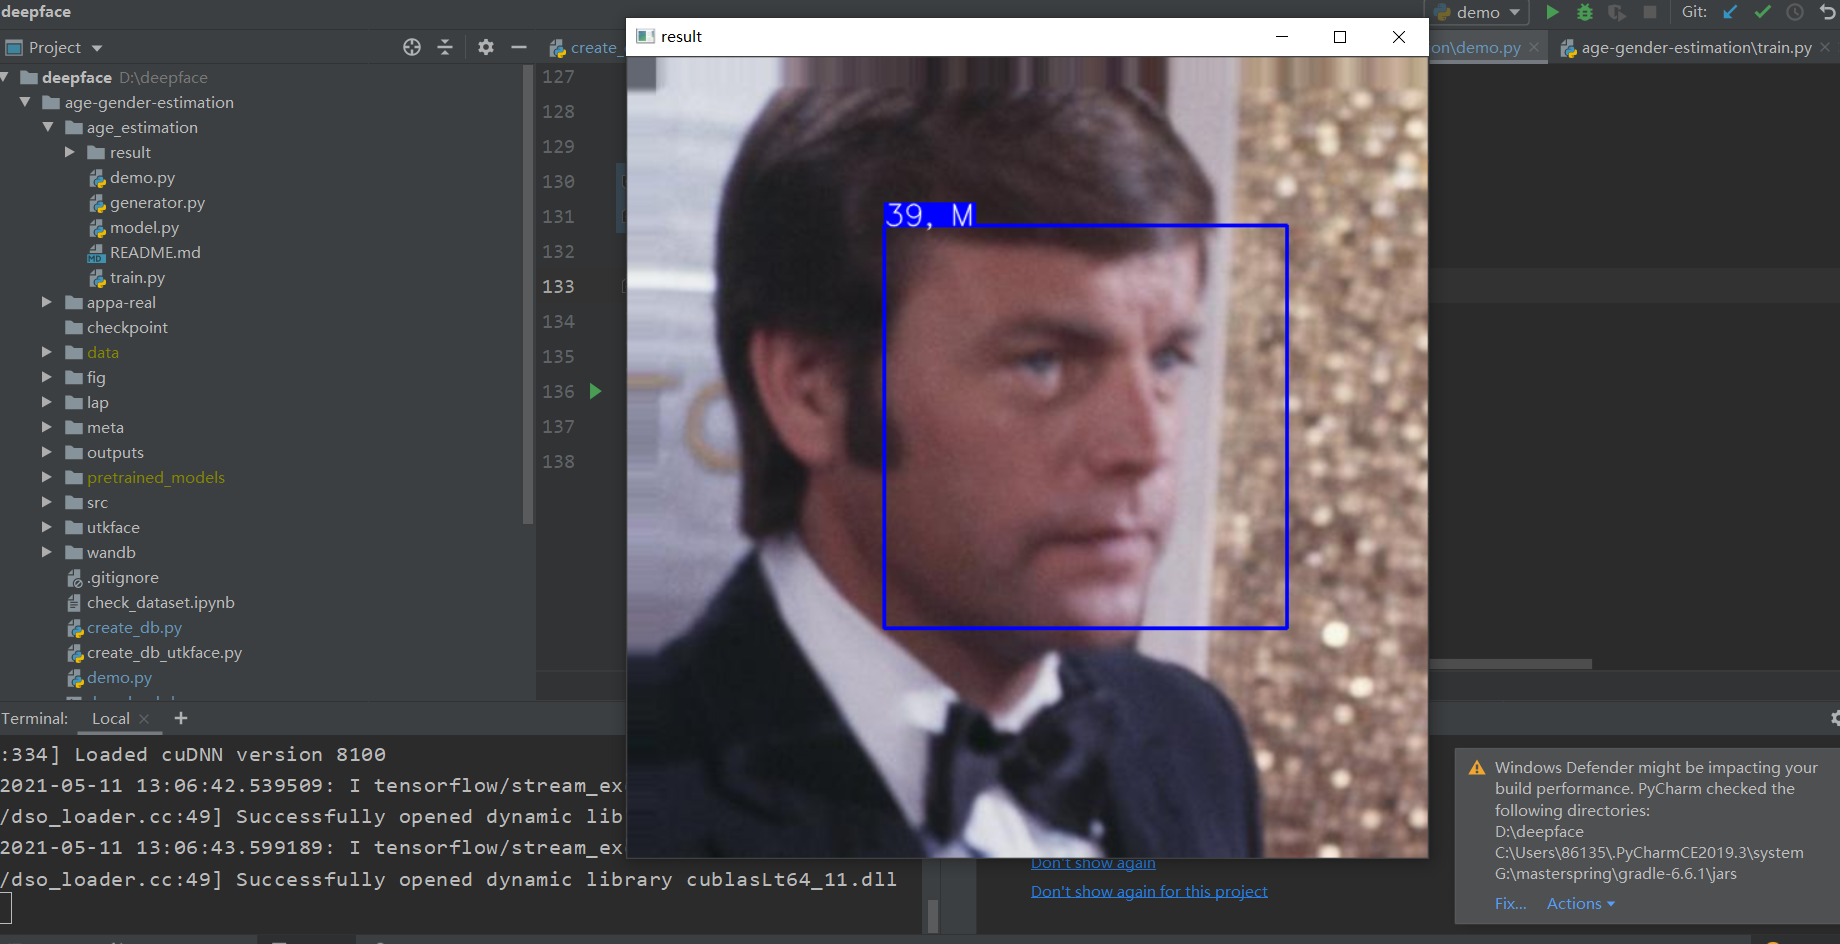 deepface
demo
Git:
Project
create_
on\demo.py
age-gender-estimation\train.py
result
deepface D:\deepface
age-gender-estimation
age_estimation
result
demo.py
generator.py
model.py
README.md
train.py
appa-real
checkpoint
data
fig
lap
meta
outputs
pretrained_models
src
utkface
wandb
.gitignore
check_dataset.ipynb
create_db.py
create_db_utkface.py
demo.py
127
128
129
130
131
132
133
134
135
136
137
138
39, M
Terminal: Local
:334] Loaded cuDNN version 8100
2021-05-11 13:06:42.539509: I tensorflow/stream_ex
/dso_loader.cc:49] Successfully opened dynamic lib
2021-05-11 13:06:43.599189: I tensorflow/stream_ex
/dso_loader.cc:49] Successfully opened dynamic library cublasLt64_11.dll
Don't show again
Don't show again for this project
Windows Defender might be impacting your
build performance. PyCharm checked the
following directories:
D:\deepface
C:\Users\86135\.PyCharmCE2019.3\system
G:\masterspring\gradle-6.6.1\jars
Fix... Actions